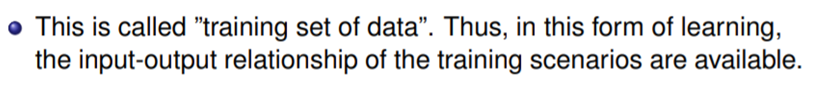 This is called ”training set of data”. Thus, in this form of learning,
the input-output relationship of the training scenarios are available.